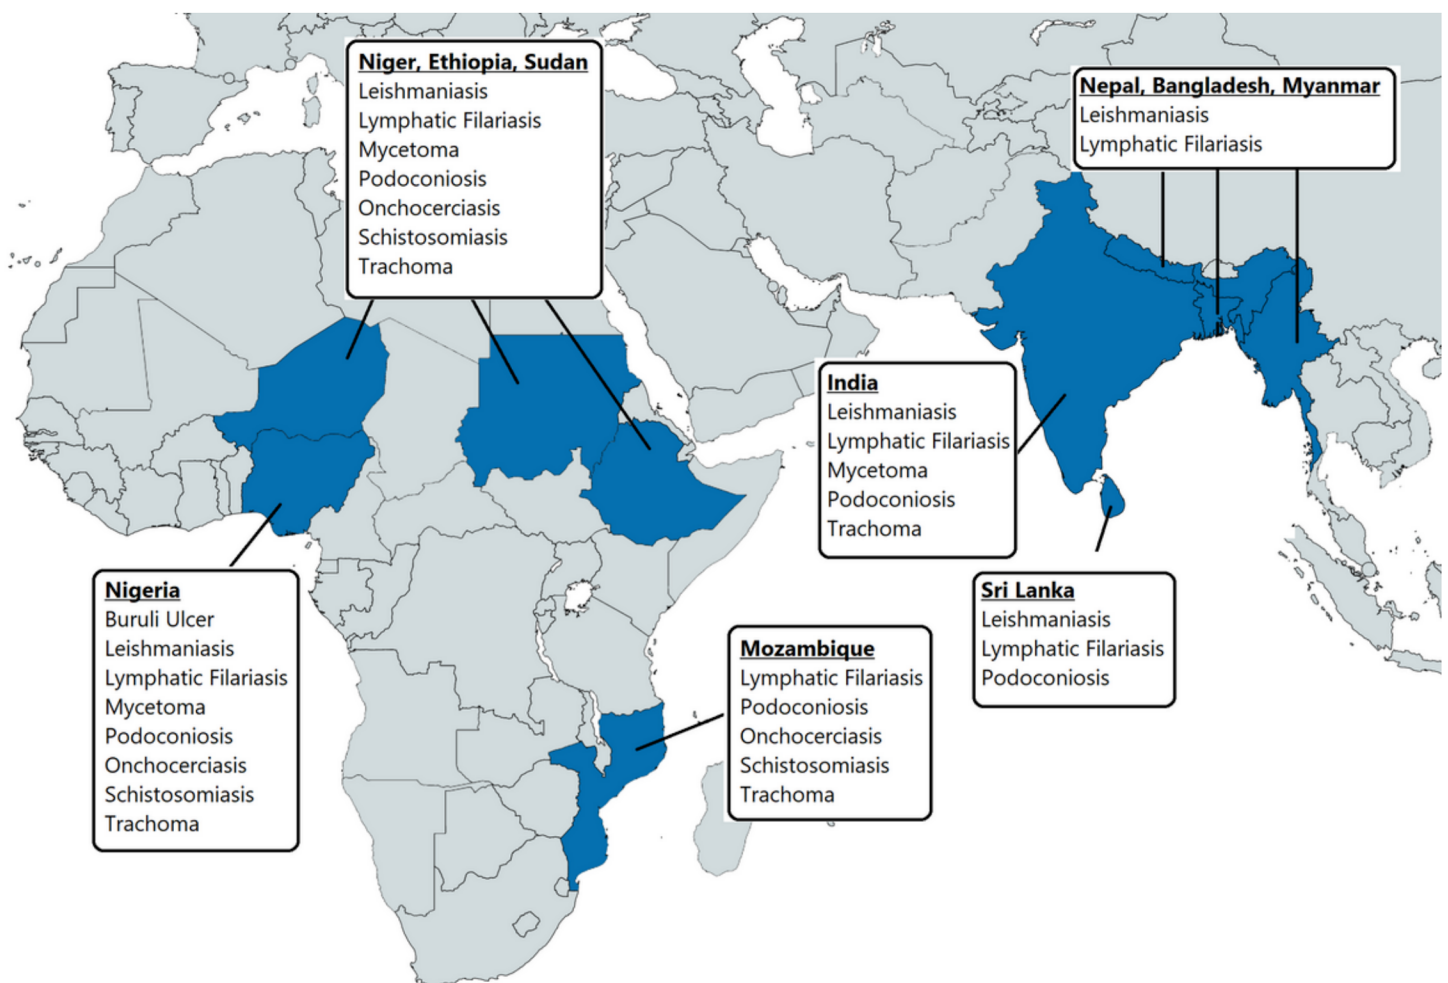 Niger, Ethiopia, Sudan
Leishmaniasis
Lymphatic Filariasis
Mycetoma
Podoconiosis
Onchocerciasis
Schistosomiasis
Trachoma
Nepal, Bangladesh, Myanmar
Leishmaniasis
Lymphatic Filariasis
India
Leishmaniasis
Lymphatic Filariasis
Mycetoma
Podoconiosis
Trachoma
Nigeria
Buruli Ulcer
Leishmaniasis
Lymphatic Filariasis
Mycetoma
Podoconiosis
Onchocerciasis
Schistosomiasis
Trachoma
Sri Lanka
Leishmaniasis
Lymphatic Filariasis
Podoconiosis
Mozambique
Lymphatic Filariasis
Podoconiosis
Onchocerciasis
Schistosomiasis
Trachoma